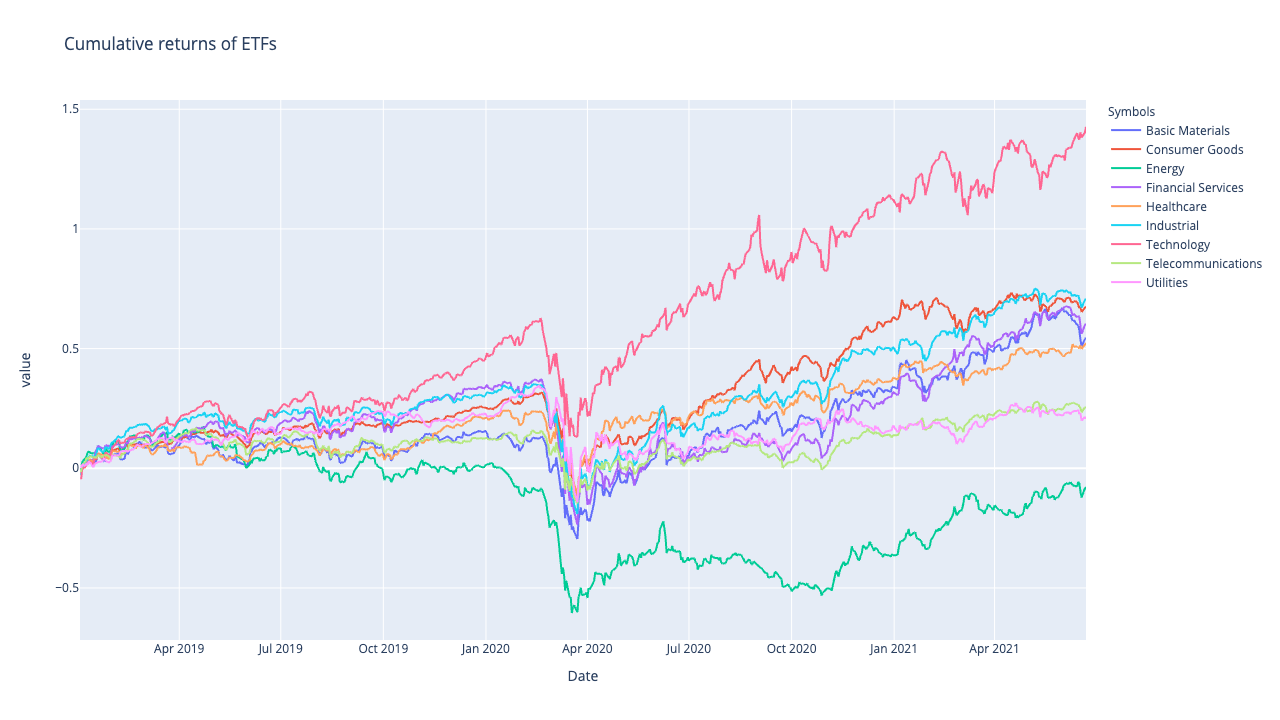 Cumulative returns of ETFs
1.5
1
0.5
0
−0.5
value
Apr 2019 Jul 2019 Oct 2019 Jan 2020 Apr 2020 Jul 2020 Oct 2020 Jan 2021 Apr 2021
Date
Symbols
Basic Materials
Consumer Goods
Energy
Financial Services
Healthcare
Industrial
Technology
Telecommunications
Utilities